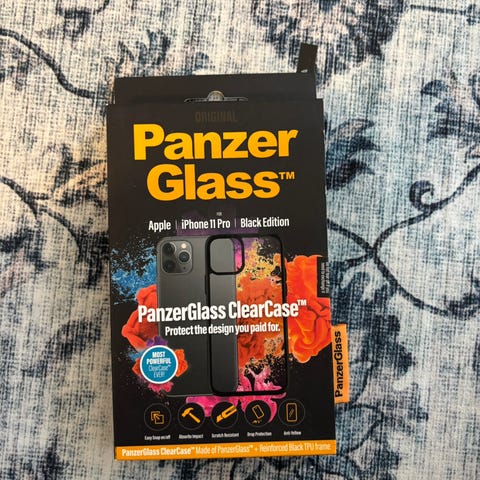 ORIGINAL
Panzer
Glass™
FOR
Apple | iPhone 11 Pro | Black Edition
PanzerGlass ClearCase™
Protect the design you paid for.
MOST
POWERFUL
ClearCase™
EVER!
PanzerGlass
Easy Snap on/off
Absorbs Impact
Scratch Resistant
Drop Protection
Anti-Yellow
PanzerGlass ClearCase™ Made of PanzerGlass™ + Reinforced Black TPU frame